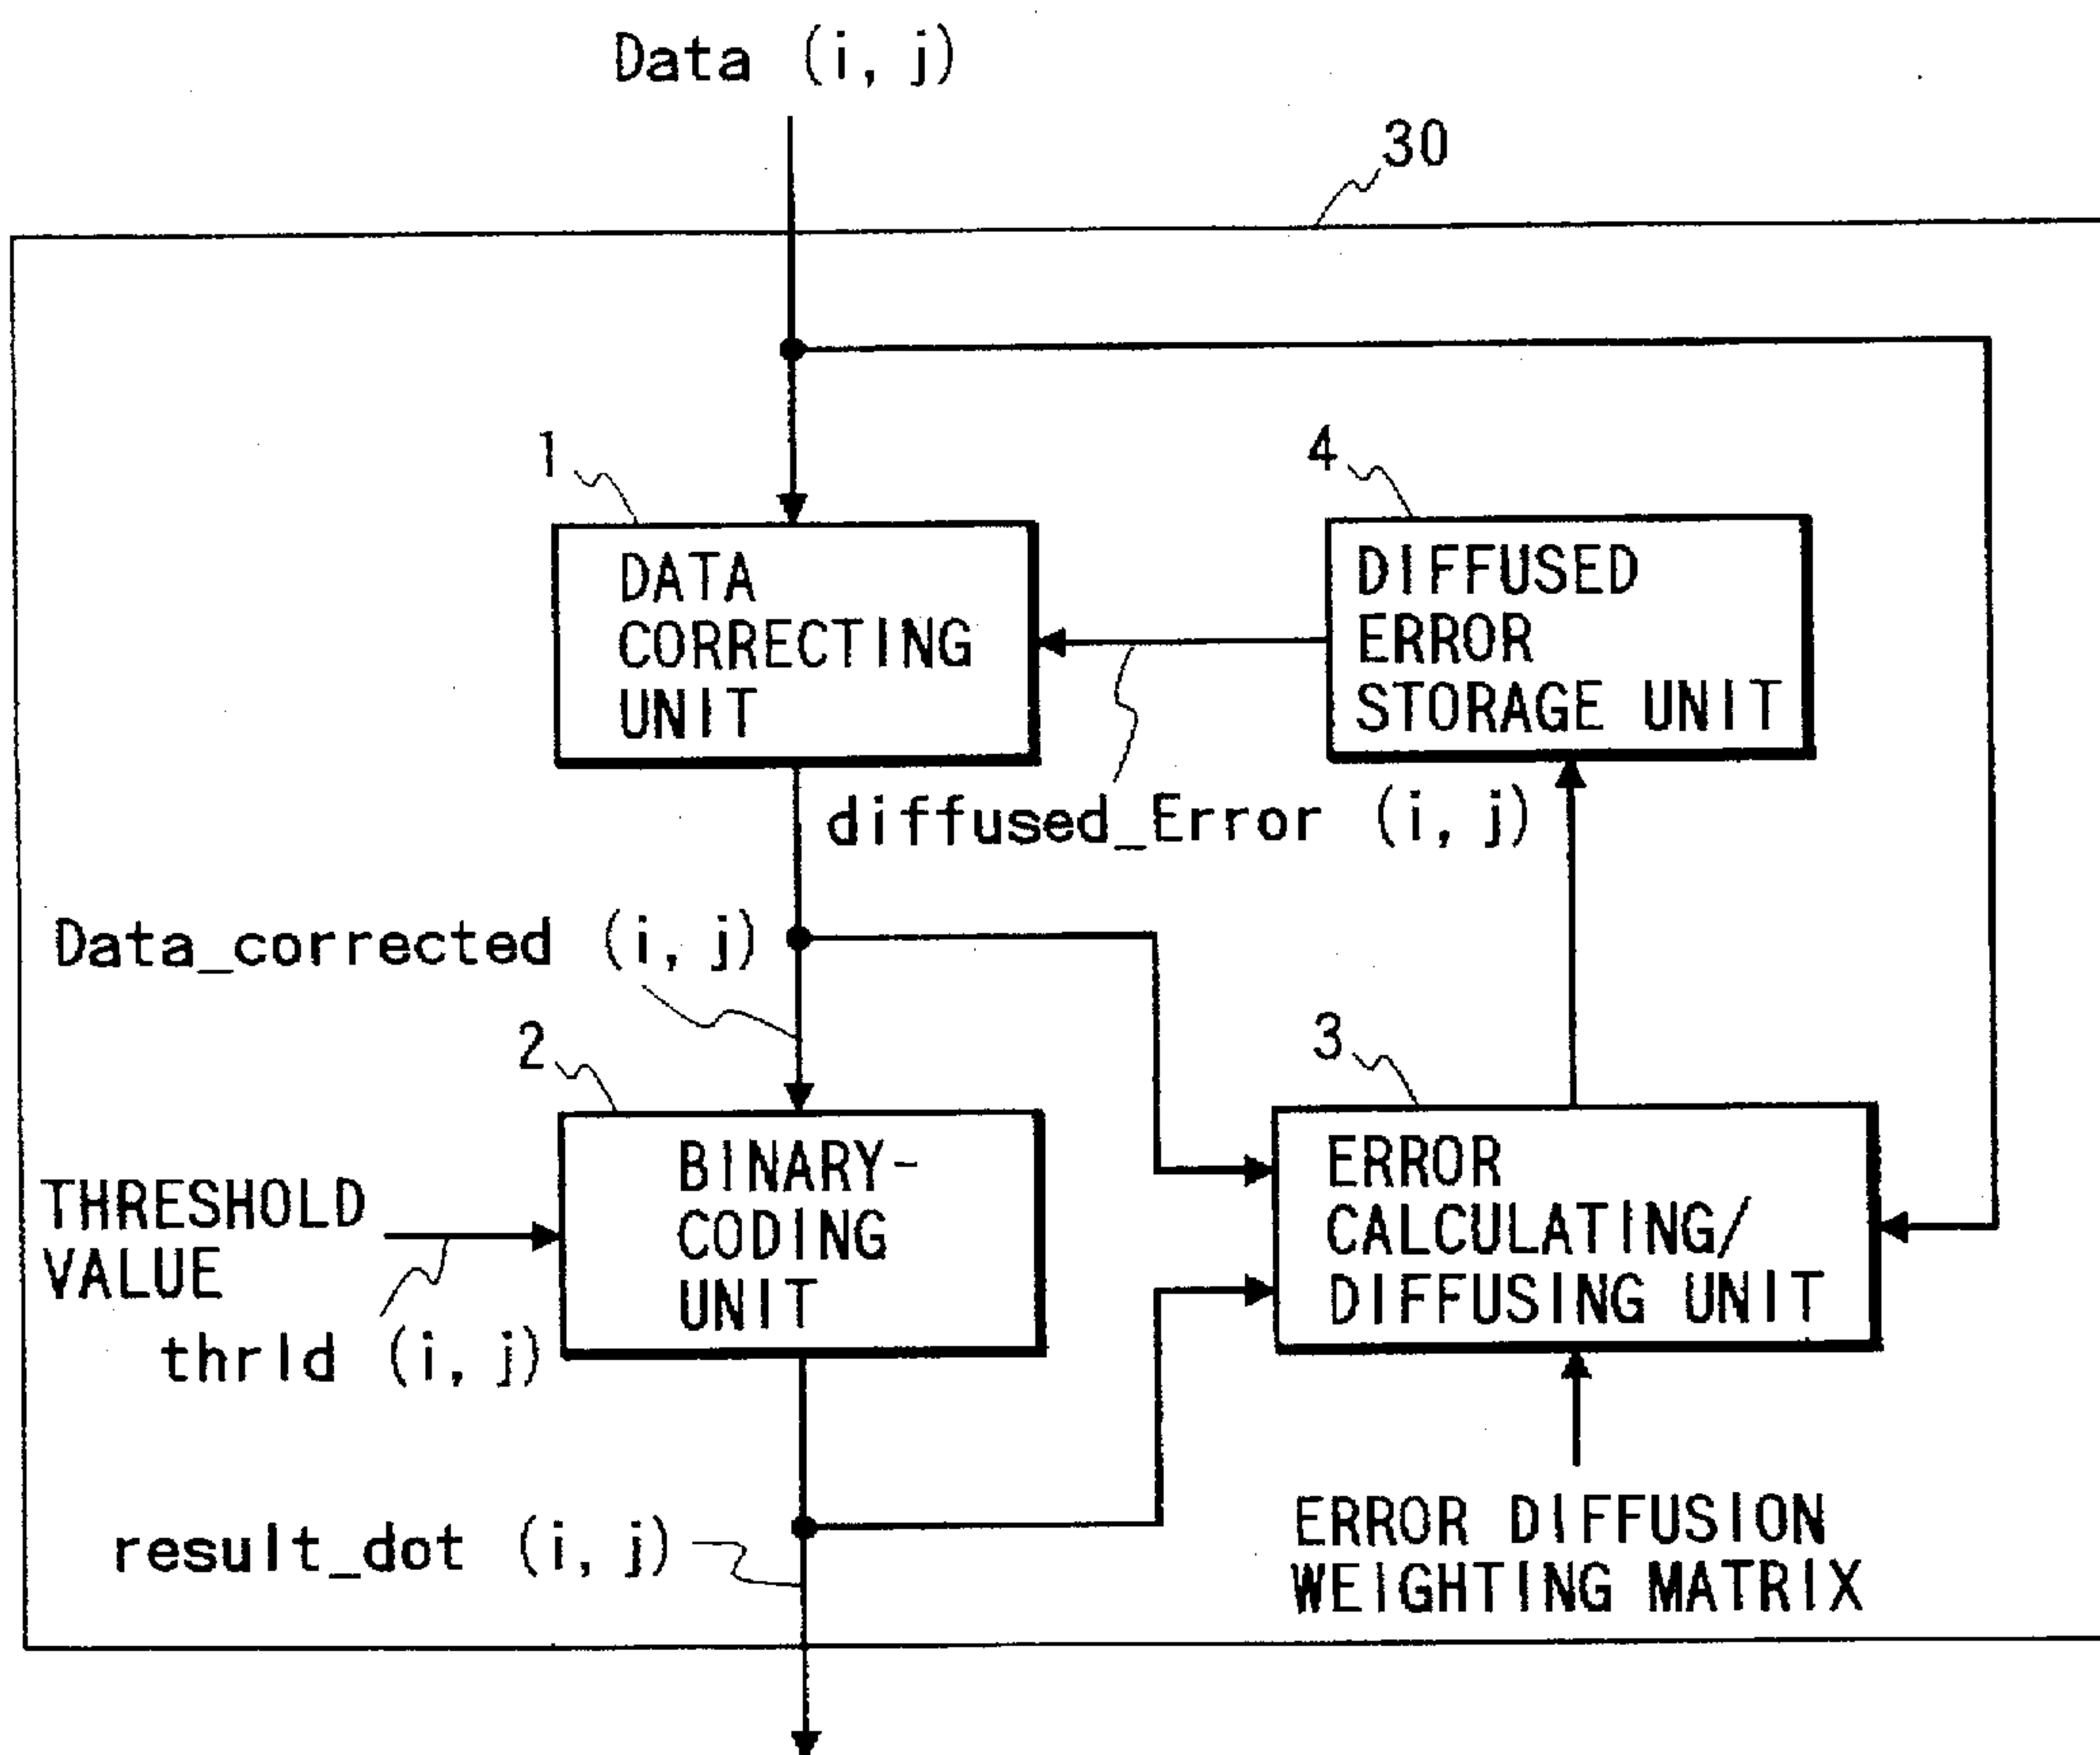 Data (i, j)
30
1
4
DATA
CORRECTING
UNIT
DIFFUSED
ERROR
STORAGE UNIT
diffused_Error (i, j)
Data_corrected (i, j)
2
3
BINARY-
CODING
UNIT
ERROR
CALCULATING/
DIFFUSING UNIT
THRESHOLD
VALUE
thrld (i, j)
ERROR DIFFUSION
WEIGHTING MATRIX
result_dot (i, j)